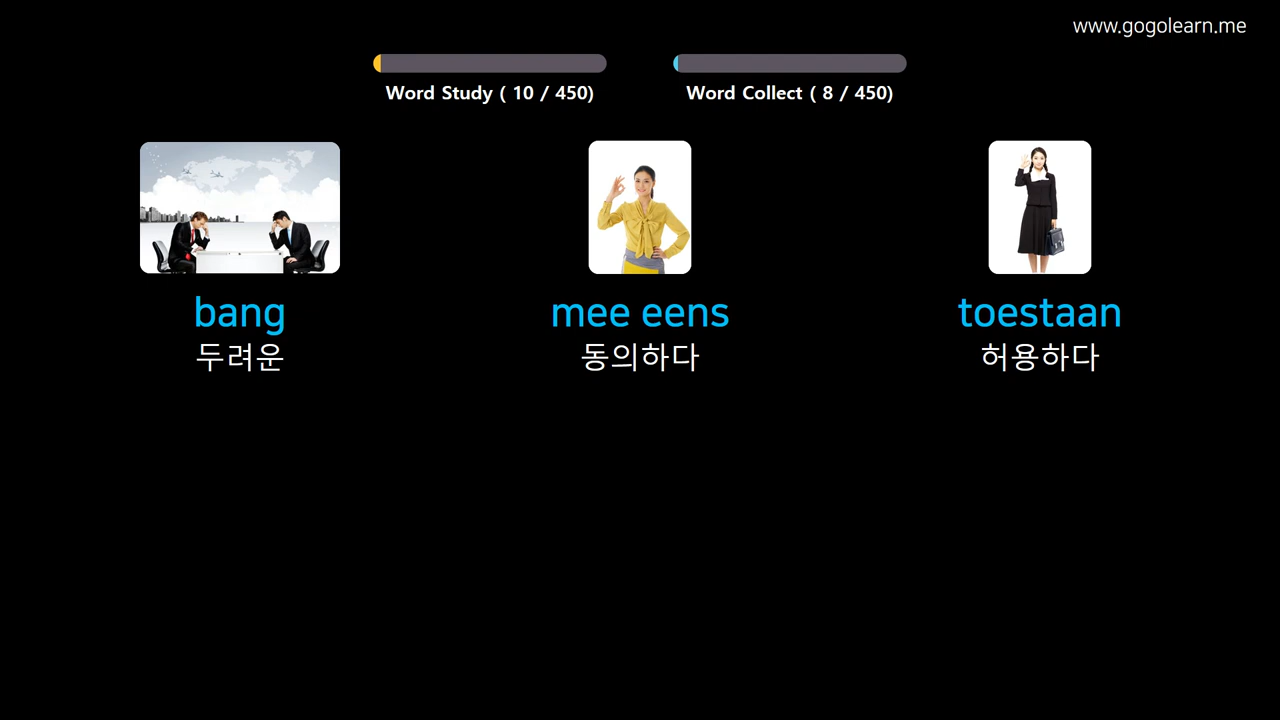 www.gogolearn.me
Word Study ( 10 / 450)
Word Collect ( 8 / 450)
bang
mee eens
toestaan
두려운
동의하다
허용하다